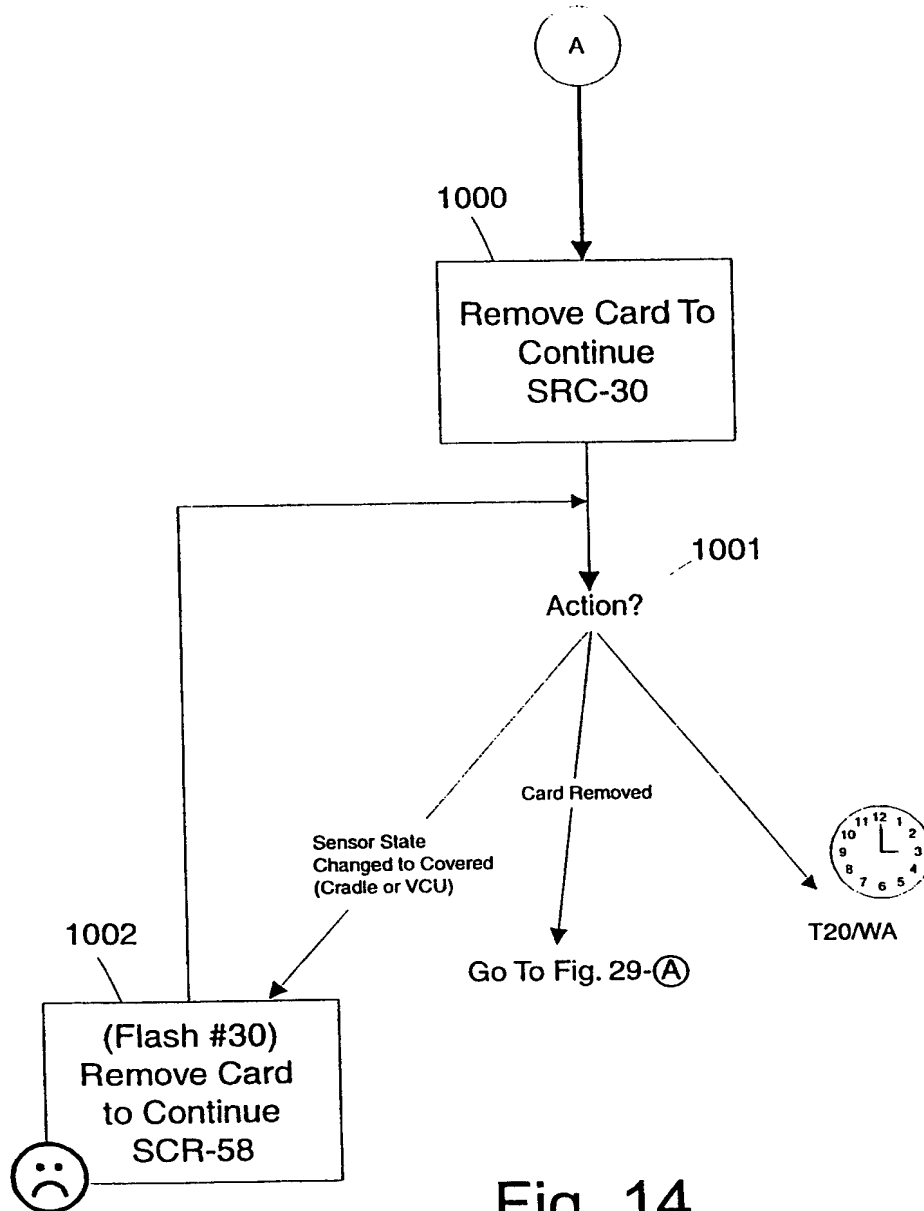 A
1000
Remove Card To
Continue
SRC-30
1001
Action?
Sensor State
Changed to Covered
(Cradle or VCU)
Card Removed
11 12 1
10 2
9 3
8 4
7 6 5
T20/WA
1002
Go To Fig. 29-A
(Flash #30)
Remove Card
to Continue
SCR-58
Fig. 14